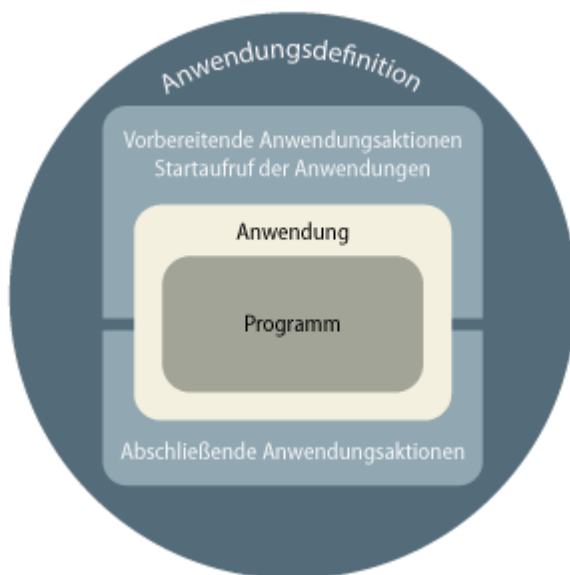 Anwendungsdefinition
Vorbereitende Anwendungsaktionen
Startaufruf der Anwendungen
Anwendung
Programm
Abschließende Anwendungsaktionen